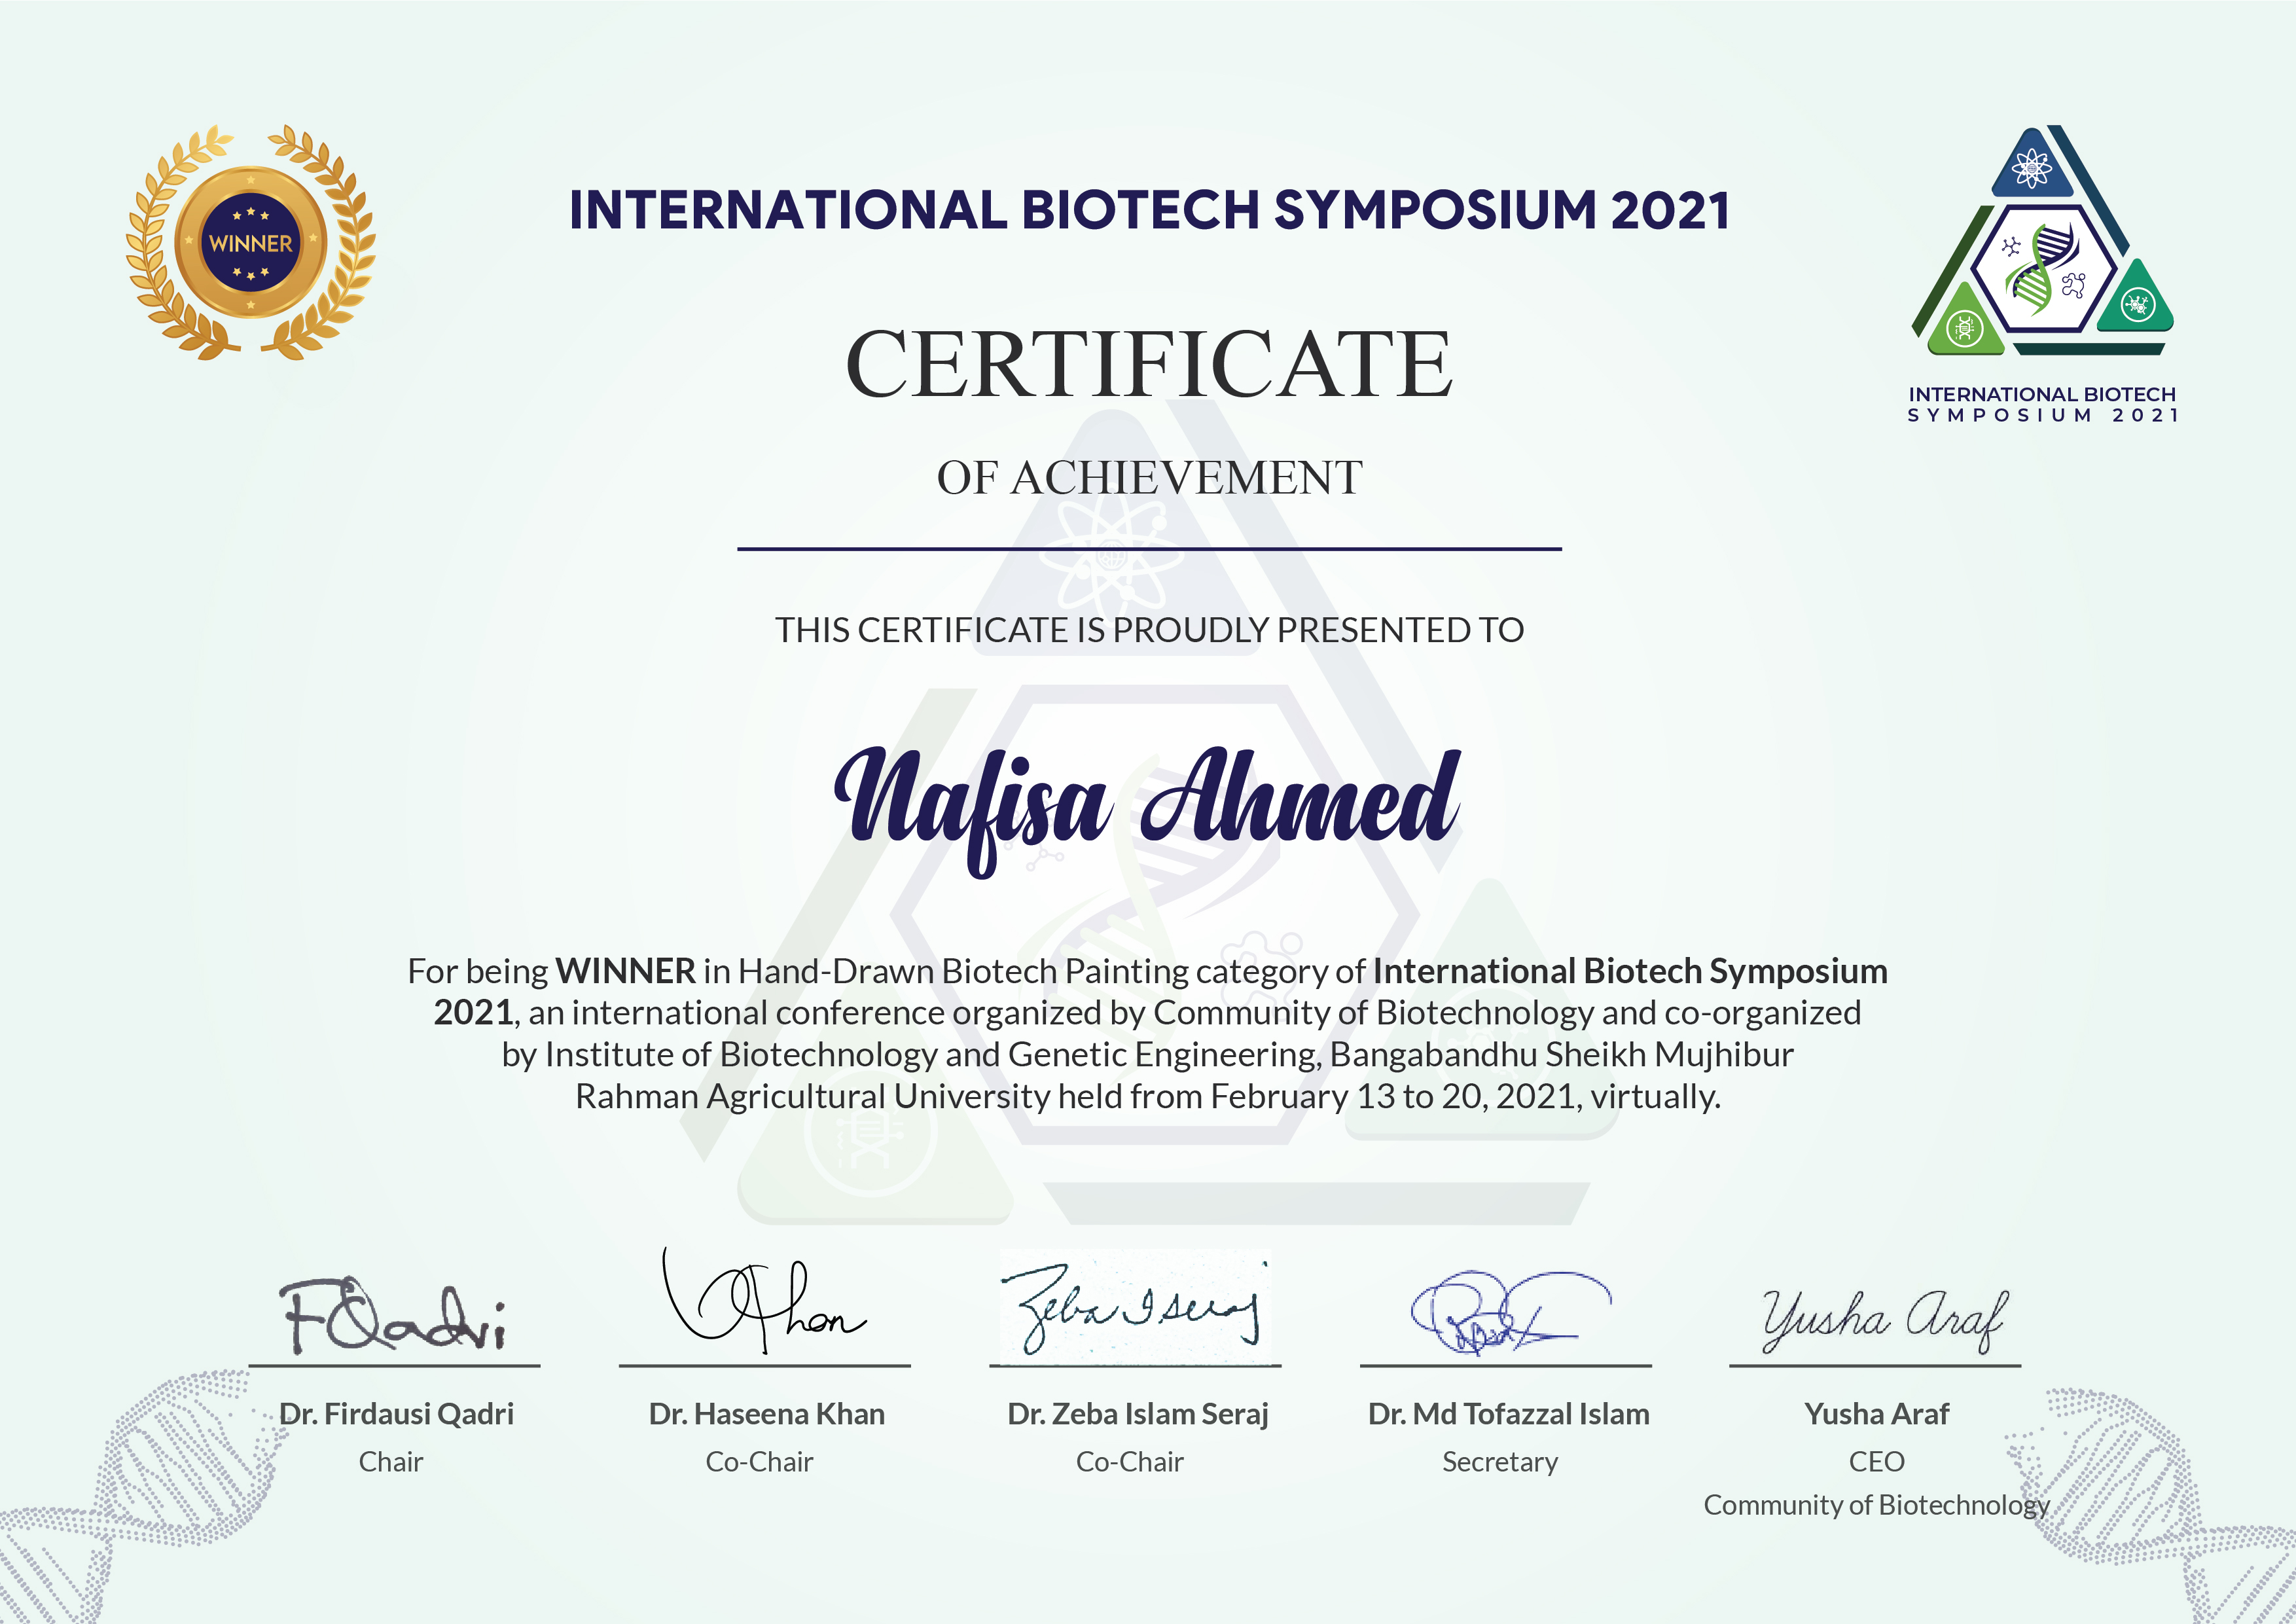 WINNER
INTERNATIONAL BIOTECH SYMPOSIUM 2021
INTERNATIONAL BIOTECH
SYMPOSIUM 2021
CERTIFICATE
OF ACHIEVEMENT
THIS CERTIFICATE IS PROUDLY PRESENTED TO
Nafisa Ahmed
For being WINNER in Hand-Drawn Biotech Painting category of International Biotech Symposium
2021, an international conference organized by Community of Biotechnology and co-organized
by Institute of Biotechnology and Genetic Engineering, Bangabandhu Sheikh Mujhibur
Rahman Agricultural University held from February 13 to 20, 2021, virtually.
FQadri
Khan
Zeba I Seraj
Yusha Araf
Dr. Firdausi Qadri
Chair
Dr. Haseena Khan
Co-Chair
Dr. Zeba Islam Seraj
Co-Chair
Dr. Md Tofazzal Islam
Secretary
Yusha Araf
CEO
Community of Biotechnology